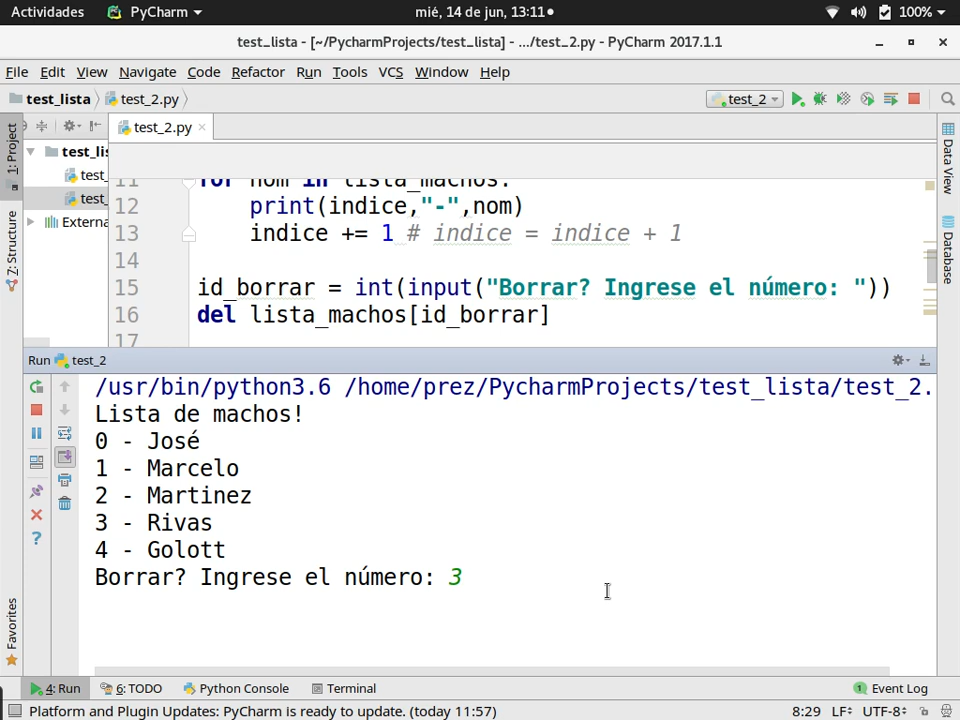 Actividades PyCharm mié, 14 de jun, 13:11 100%
test_lista - [~/PycharmProjects/test_lista] - .../test_2.py - PyCharm 2017.1.1
File Edit View Navigate Code Refactor Run Tools VCS Window Help
test_lista test_2.py test_2
1: Project
test_2.py
test_lis
test_
test_
Externa
Z: Structure
Favorites
Data View
Database
11 for nom in lista_machos:
12 print(indice,"-",nom)
13 indice += 1 # indice = indice + 1
14
15 id_borrar = int(input("Borrar? Ingrese el número: "))
16 del lista_machos[id_borrar]
17
Run test_2
/usr/bin/python3.6 /home/prez/PycharmProjects/test_lista/test_2.
Lista de machos!
0 - José
1 - Marcelo
2 - Martinez
3 - Rivas
4 - Golott
Borrar? Ingrese el número: 3
4: Run 6: TODO Python Console Terminal 1 Event Log
Platform and Plugin Updates: PyCharm is ready to update. (today 11:57) 8:29 LF UTF-8